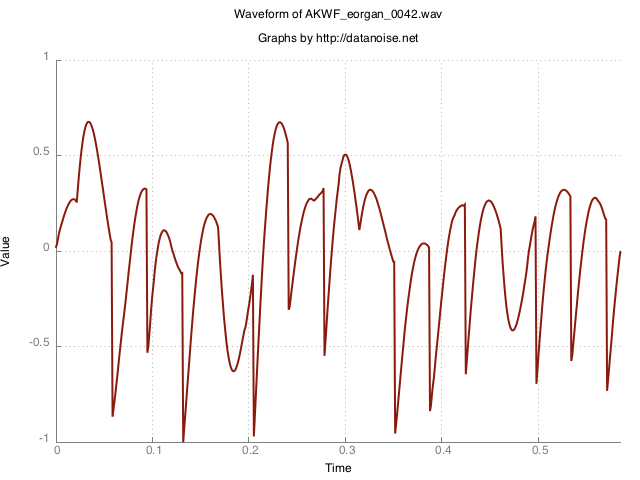 Waveform of AKWF_eorgan_0042.wav
Graphs by http://datanoise.net
1
0.5
0
-0.5
-1
Value
0
0.1
0.2
0.3
0.4
0.5
Time